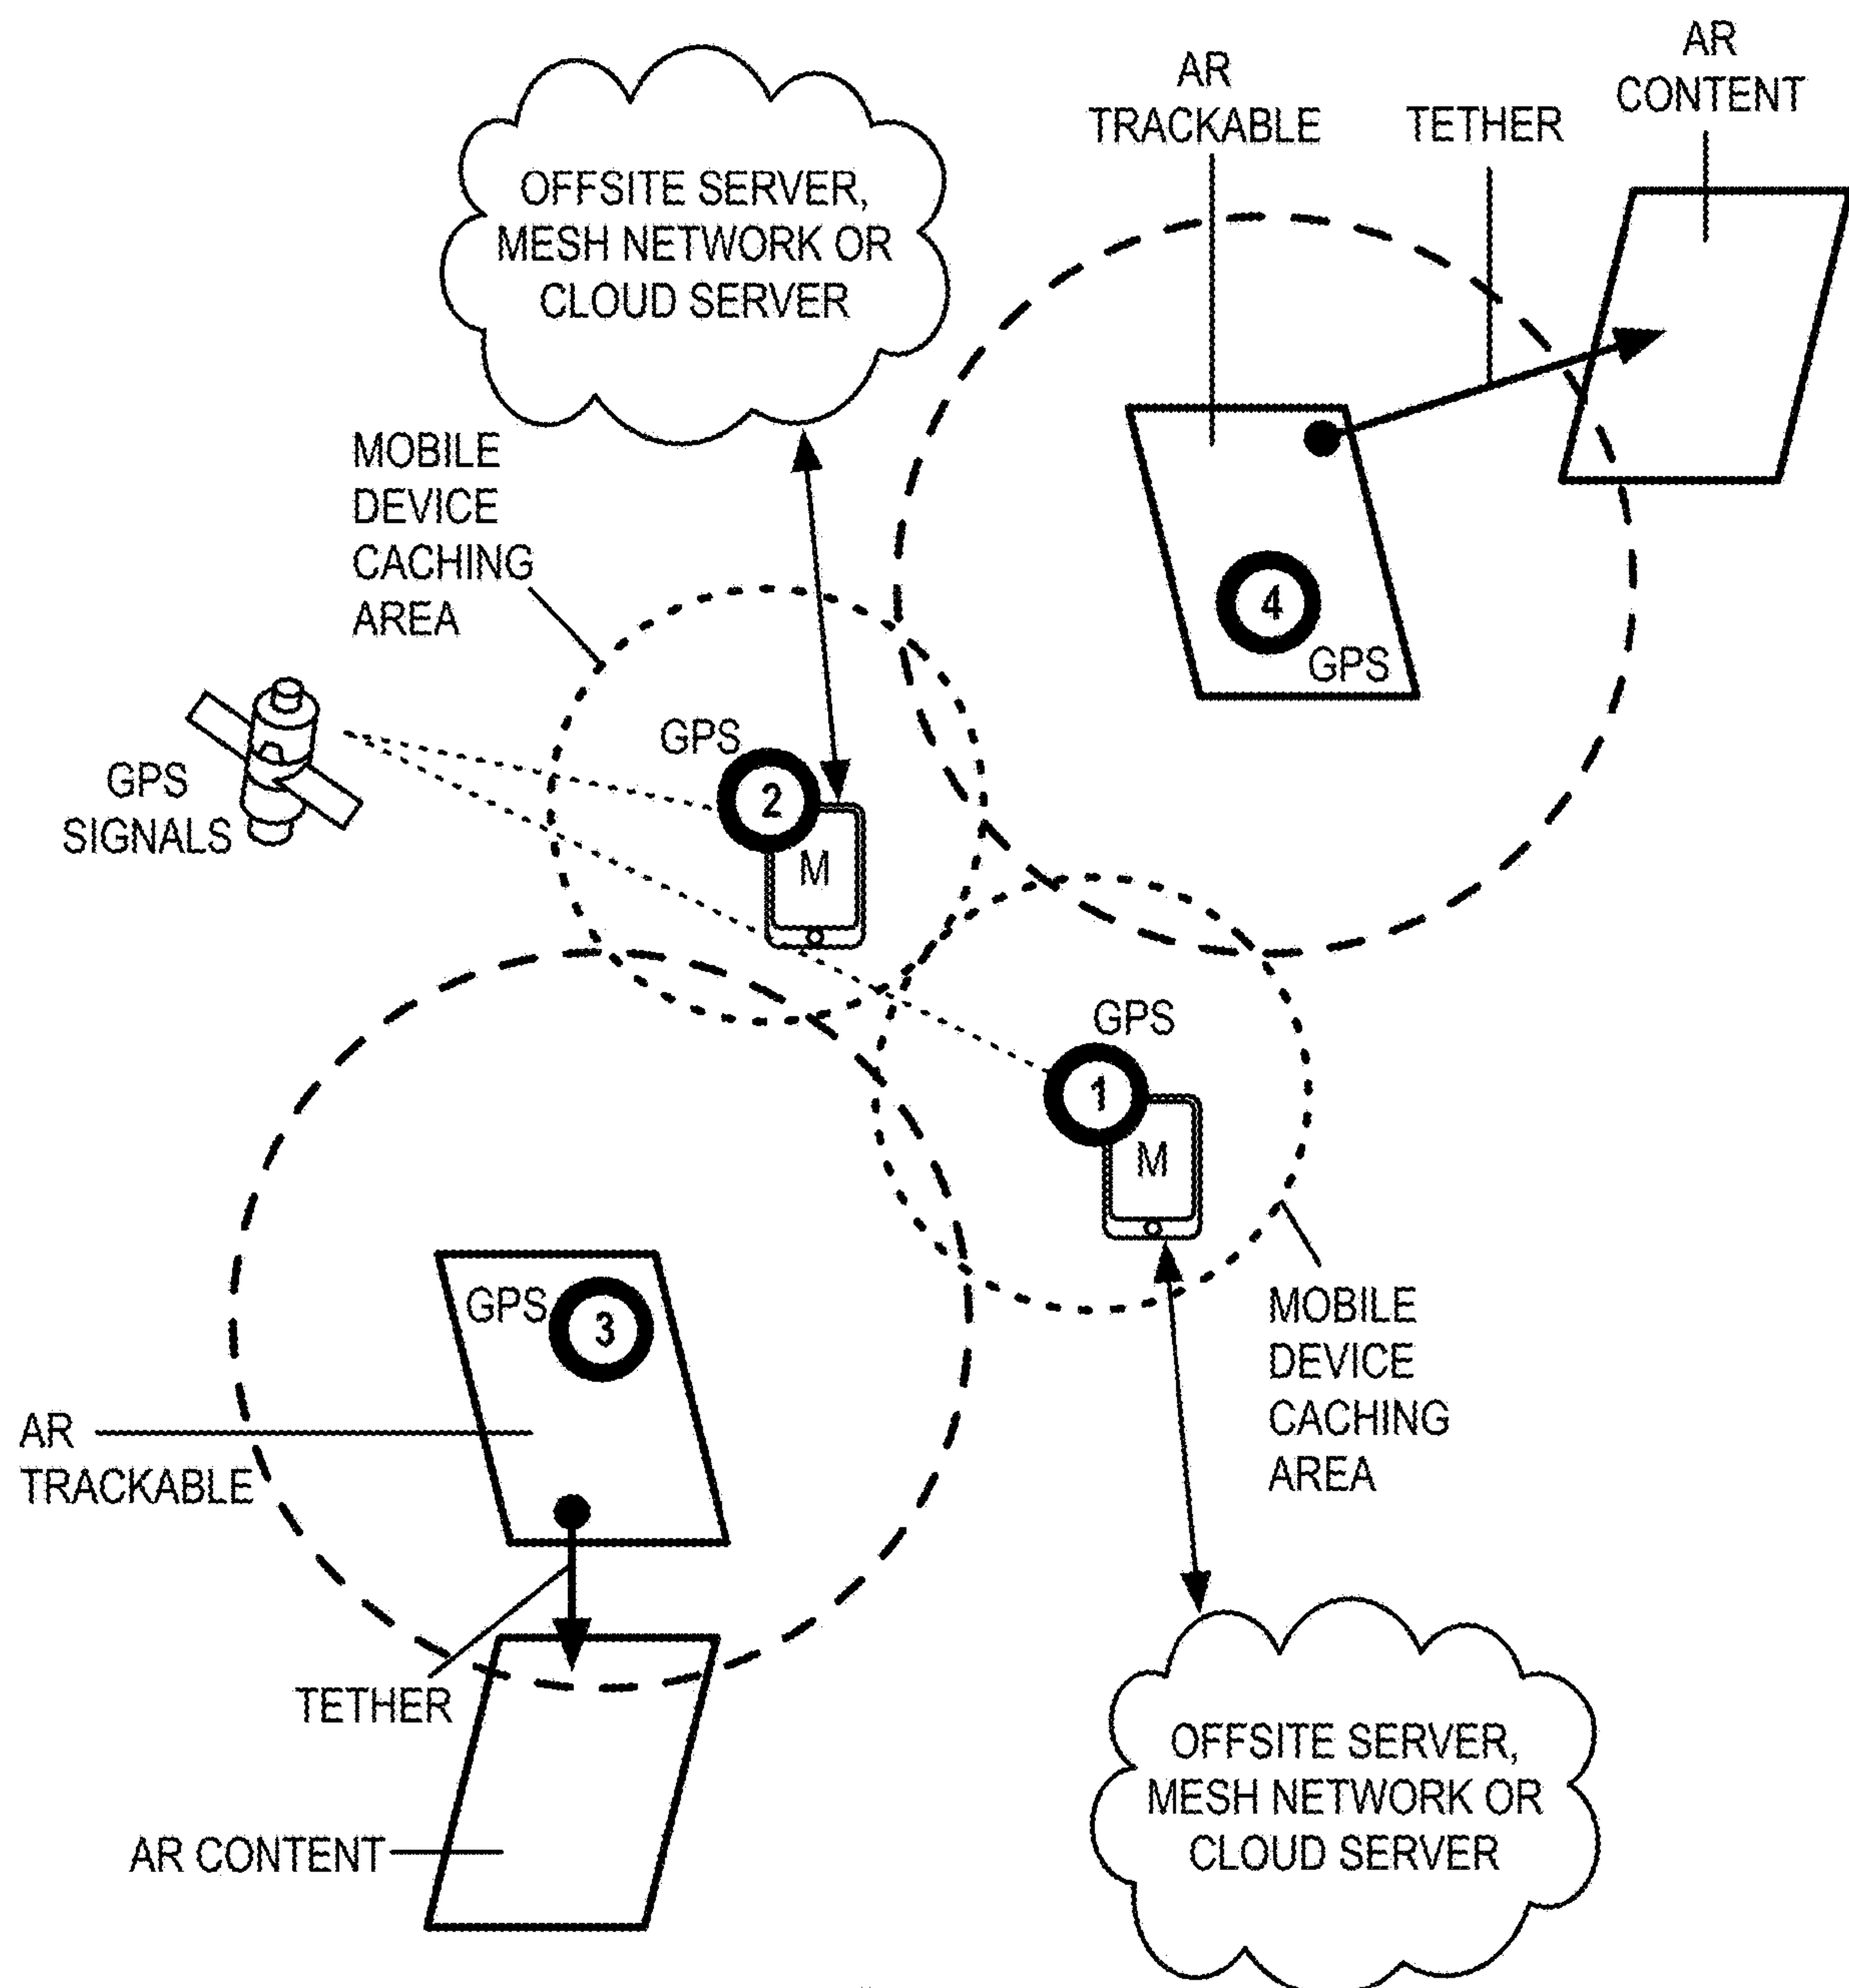 AR
CONTENT
AR
TRACKABLE
TETHER
OFFSITE SERVER,
MESH NETWORK OR
CLOUD SERVER
MOBILE
DEVICE
CACHING
AREA
4
GPS
GPS
2
M
GPS
SIGNALS
GPS
1
M
GPS
3
MOBILE
DEVICE
CACHING
AREA
AR
TRACKABLE
TETHER
OFFSITE SERVER,
MESH NETWORK OR
CLOUD SERVER
AR CONTENT